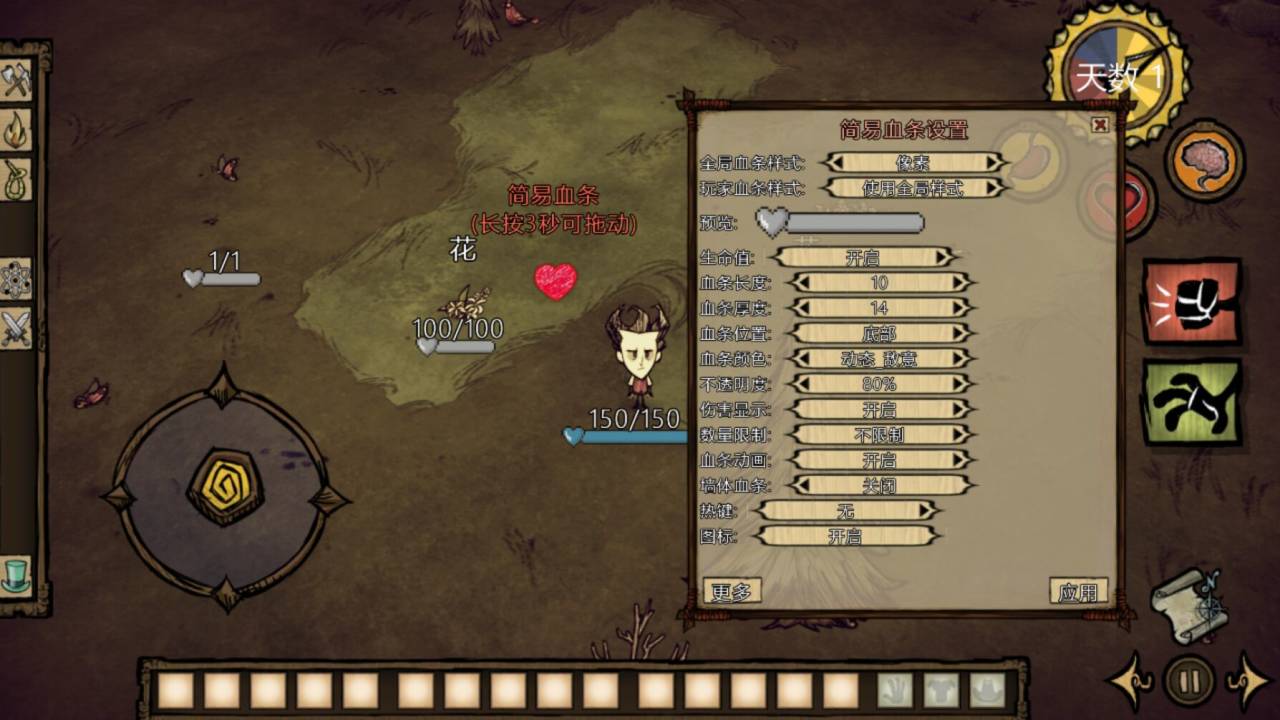 天数 1
简易血条
(长按3秒可拖动)
花
1/1
100/100
150/150
简易血条设置
全局血条样式: 像素
玩家血条样式: 使用全局样式
预览:
生命值: 开启
血条长度: 10
血条厚度: 14
血条位置: 底部
血条颜色: 动态_敌意
不透明度: 80%
伤害显示: 开启
数量限制: 不限制
血条动画: 开启
墙体血条: 关闭
热键: 无
图标: 开启
更多
应用